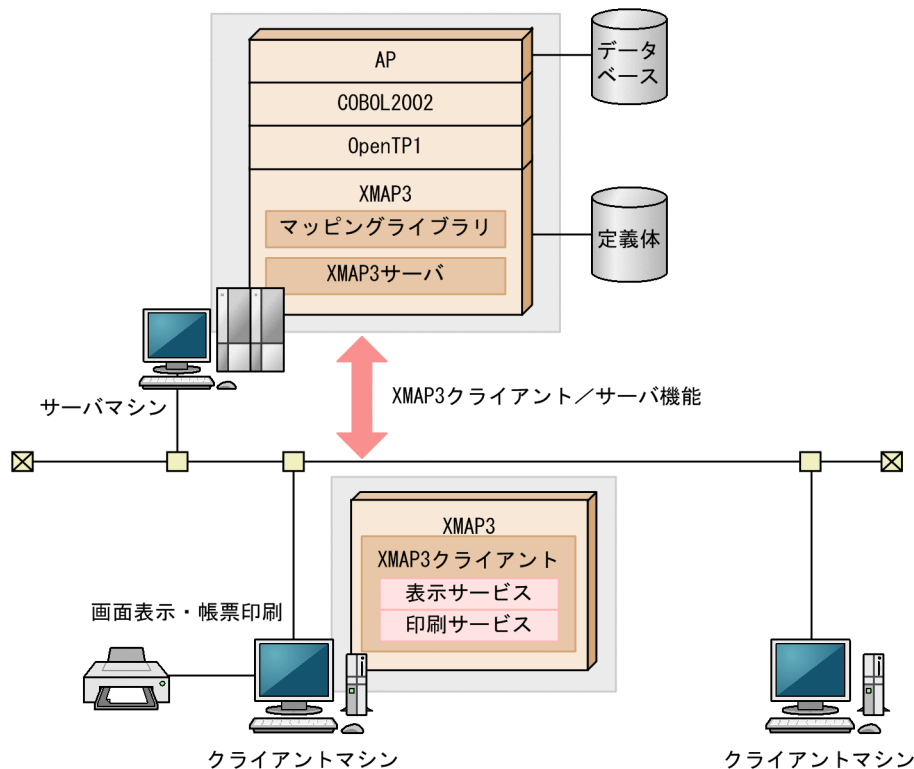 AP
データ
ベース
COBOL2002
OpenTP1
XMAP3
マッピングライブラリ
定義体
XMAP3サーバ
サーバマシン
XMAP3クライアント／サーバ機能
XMAP3
XMAP3クライアント
表示サービス
印刷サービス
画面表示・帳票印刷
クライアントマシン
クライアントマシン